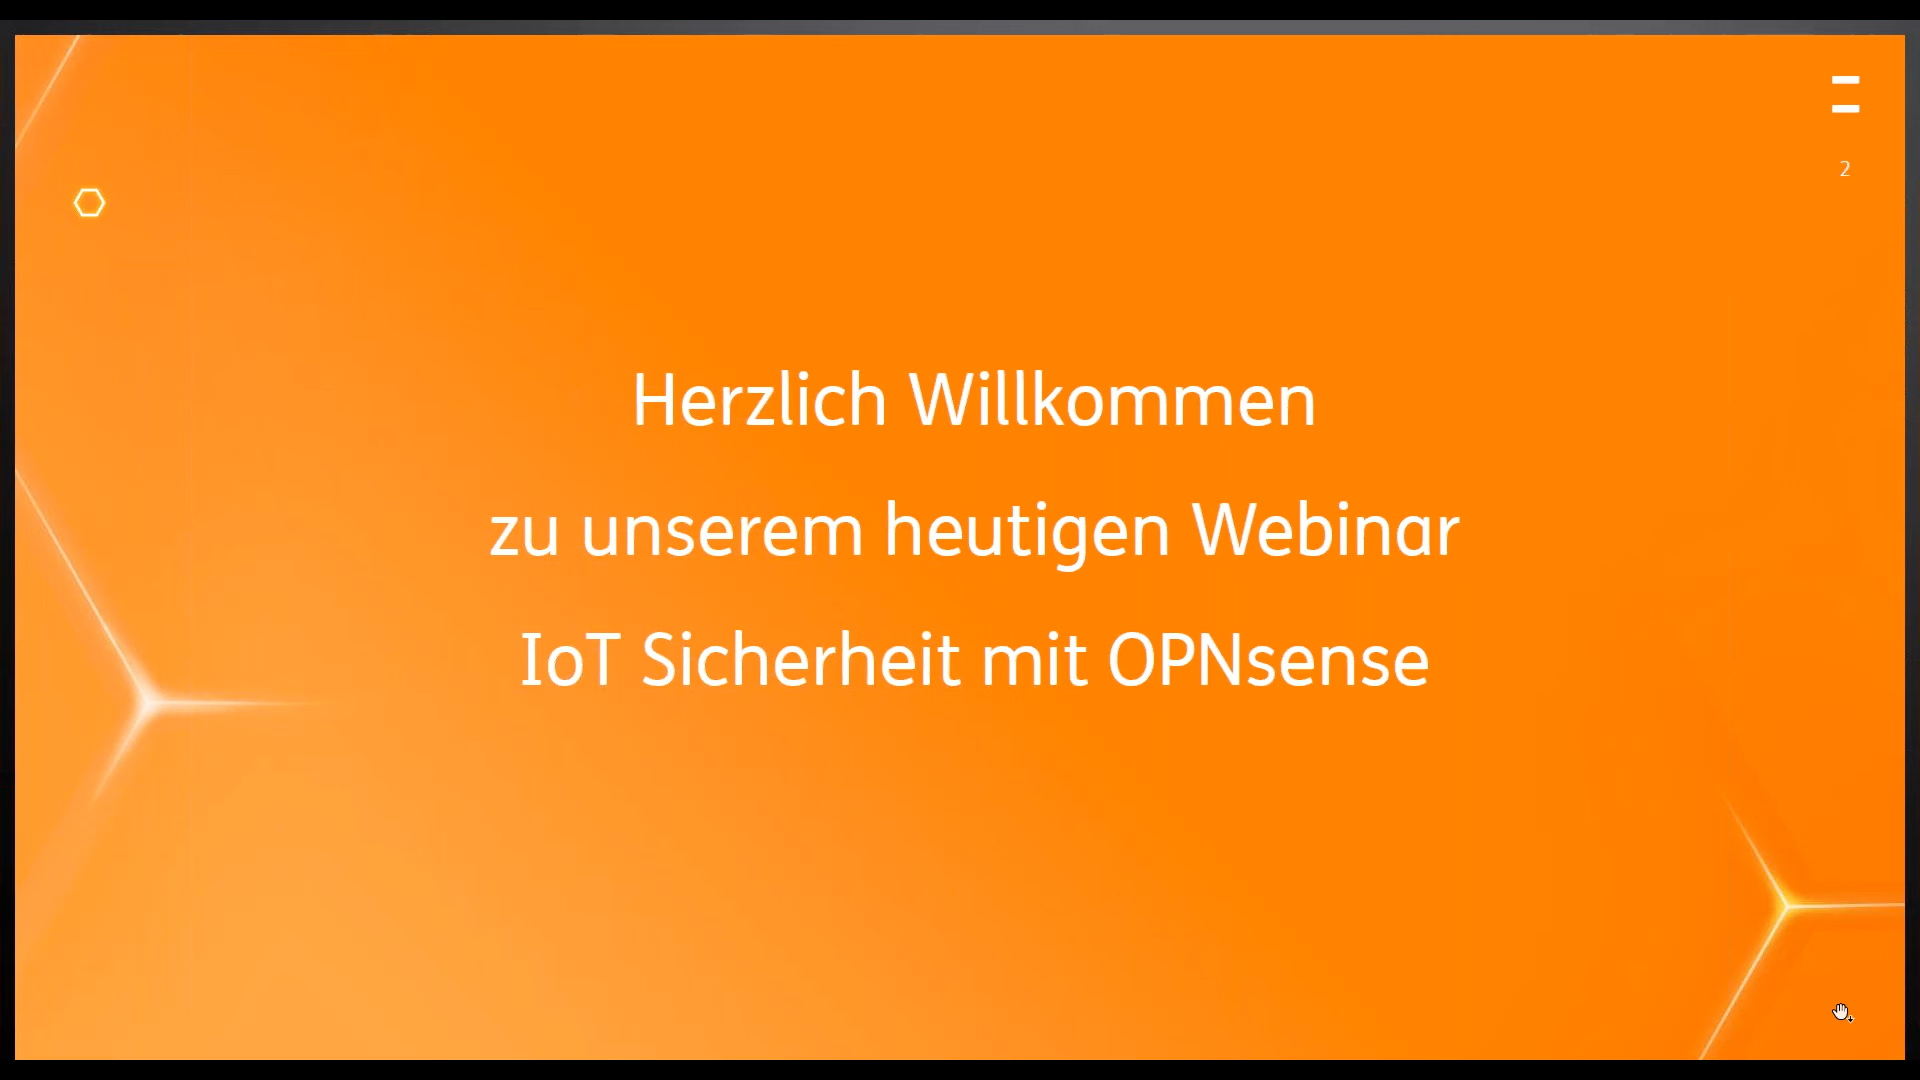 2
Herzlich Willkommen
zu unserem heutigen Webinar
IoT Sicherheit mit OPNsense